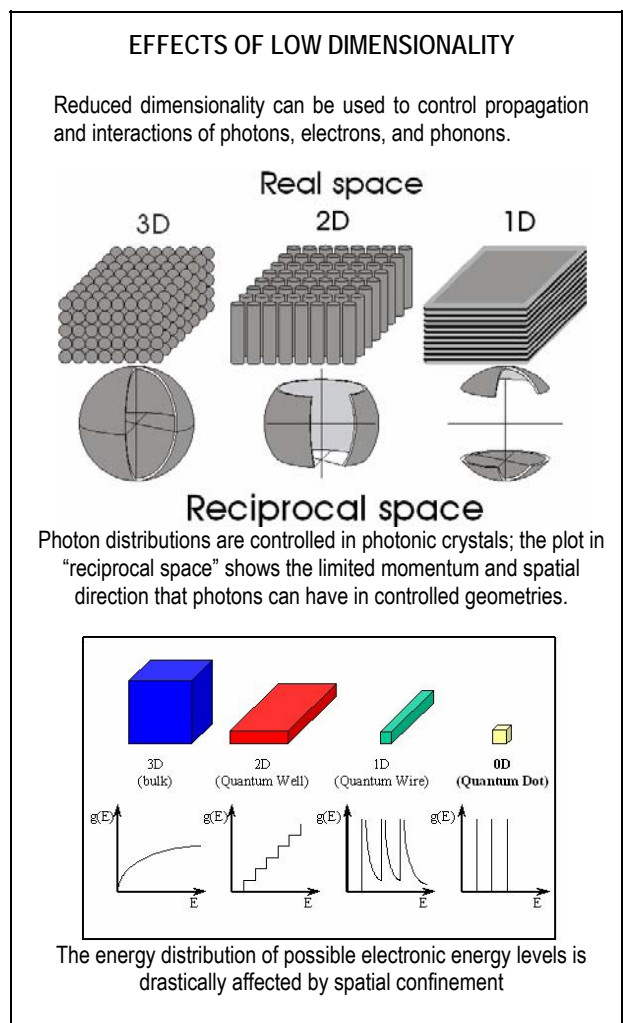 EFFECTS OF LOW DIMENSIONALITY
Reduced dimensionality can be used to control propagation
and interactions of photons, electrons, and phonons.
Real space
3D 2D 1D
Reciprocal space
Photon distributions are controlled in photonic crystals; the plot in
“reciprocal space” shows the limited momentum and spatial
direction that photons can have in controlled geometries.
3D 2D 1D 0D
(bulk) (Quantum Well) (Quantum Wire) (Quantum Dot)
g(E) g(E) g(E) g(E)
E E E E
The energy distribution of possible electronic energy levels is
drastically affected by spatial confinement